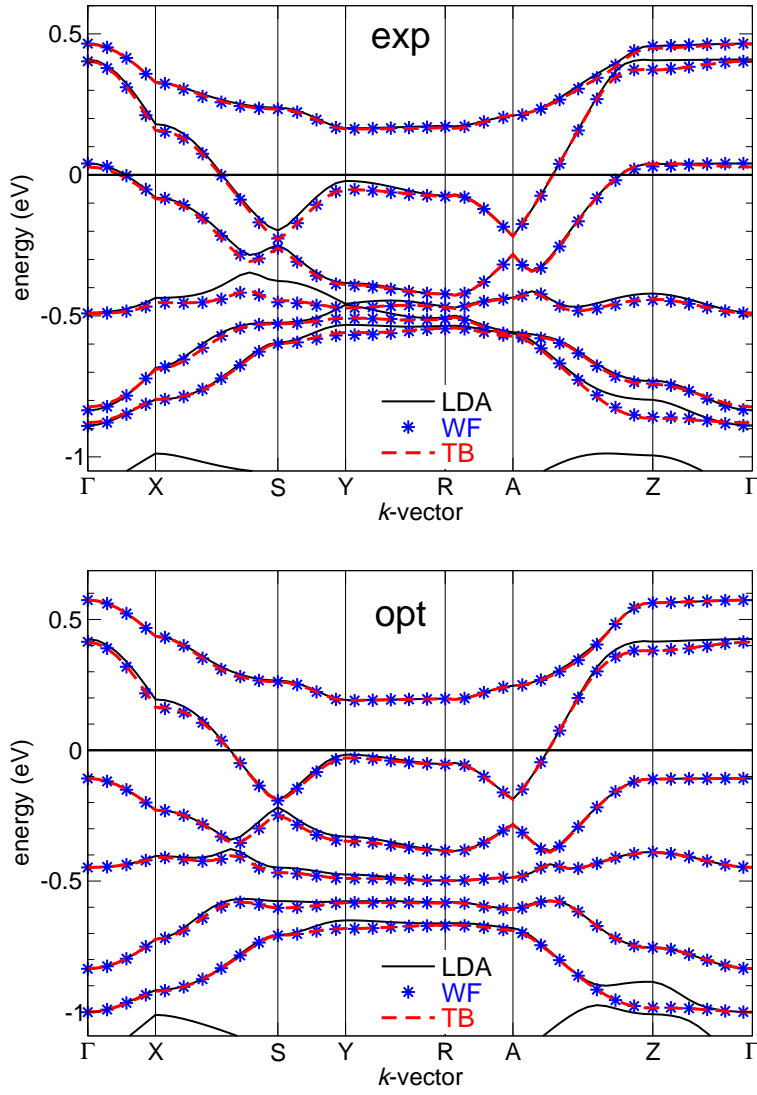 exp
0.5
0
-0.5
-1
energy (eV)
LDA
WF
TB
Γ X S Y R A Z Γ
k-vector
opt
0.5
0
-0.5
-1
energy (eV)
LDA
WF
TB
Γ X S Y R A Z Γ
k-vector